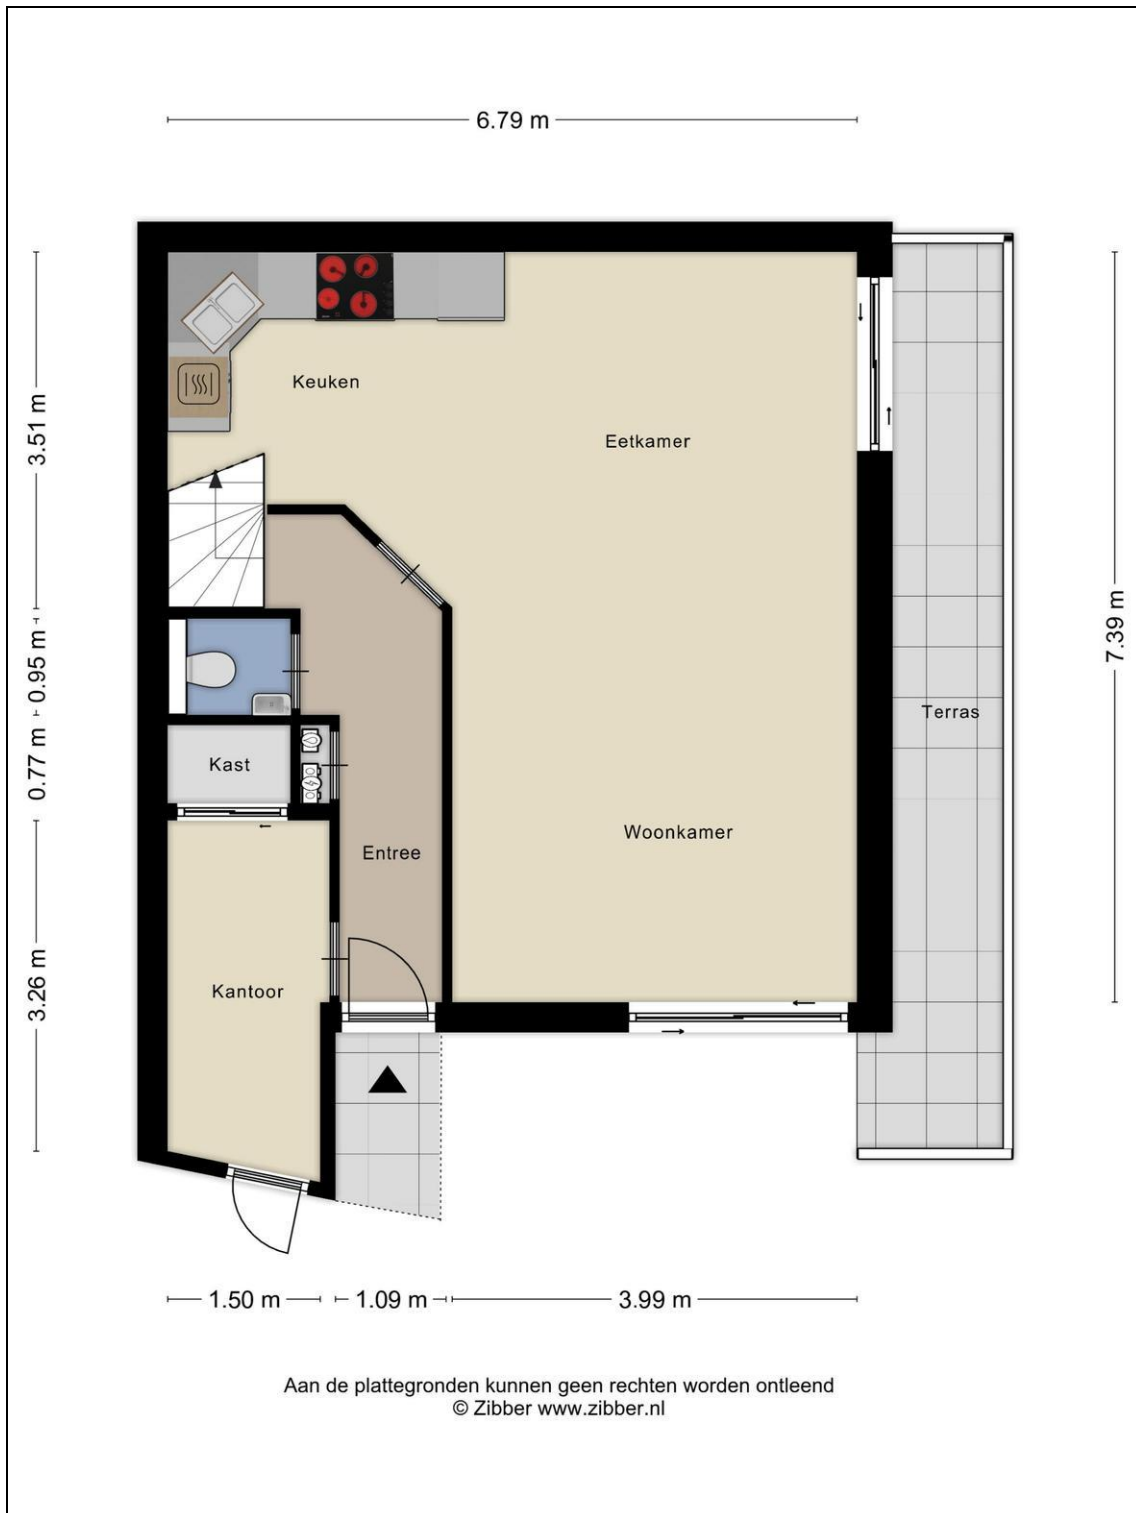 6.79 m
3.51 m
0.95 m
0.77 m
3.26 m
7.39 m
Keuken
Eetkamer
Terras
Kast
Woonkamer
Entree
Kantoor
1.50 m
1.09 m
3.99 m
Aan de plattegronden kunnen geen rechten worden ontleend
© Zibber www.zibber.nl